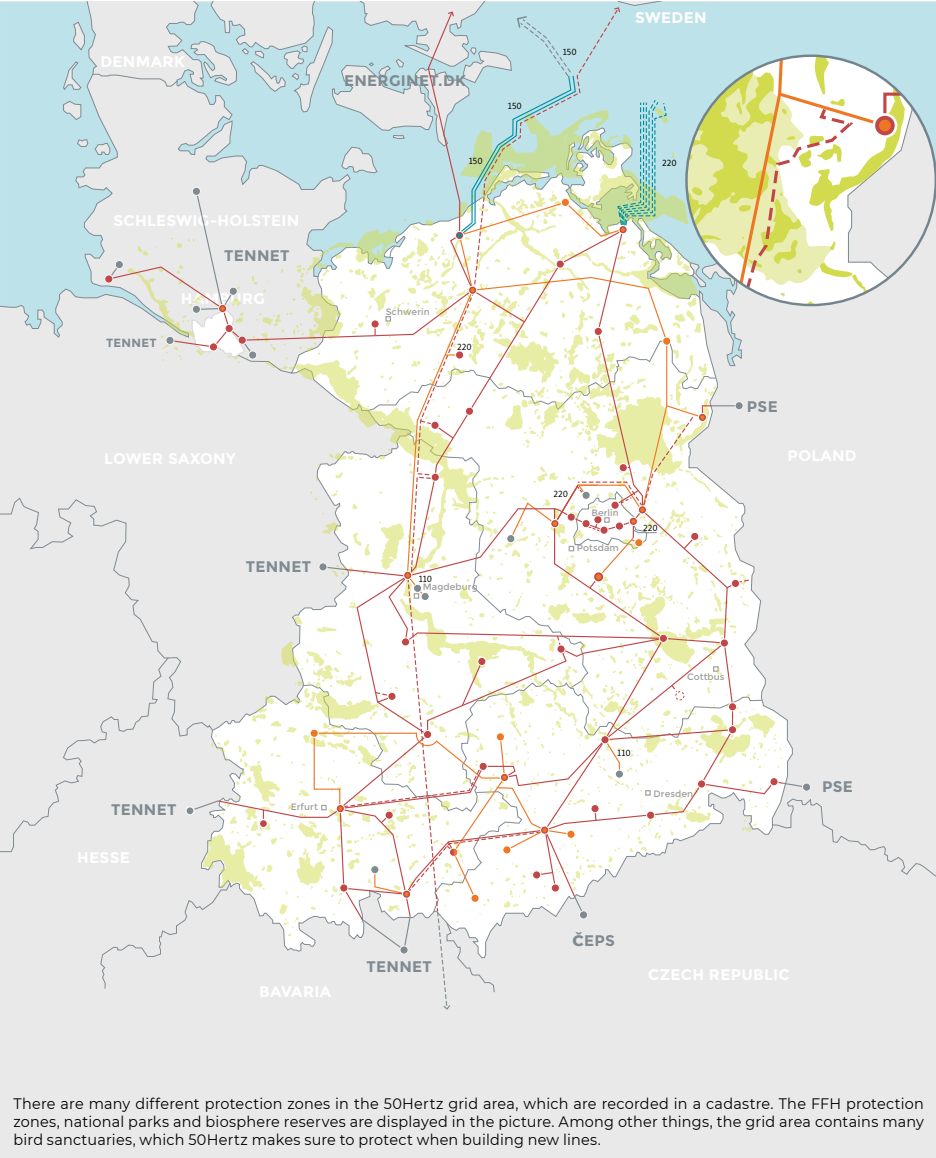 SWEDEN
DENMARK
ENERGINET.DK
150
150
150
220
SCHLESWIG-HOLSTEIN
TENNET
HAMBURG
Schwerin
TENNET
220
PSE
LOWER SAXONY
POLAND
220
Berlin
220
Potsdam
TENNET
110
Magdeburg
Cottbus
110
PSE
Dresden
Erfurt
TENNET
HESSE
ČEPS
TENNET
CZECH REPUBLIC
BAVARIA
There are many different protection zones in the 50Hertz grid area, which are recorded in a cadastre. The FFH protection
zones, national parks and biosphere reserves are displayed in the picture. Among other things, the grid area contains many
bird sanctuaries, which 50Hertz makes sure to protect when building new lines.